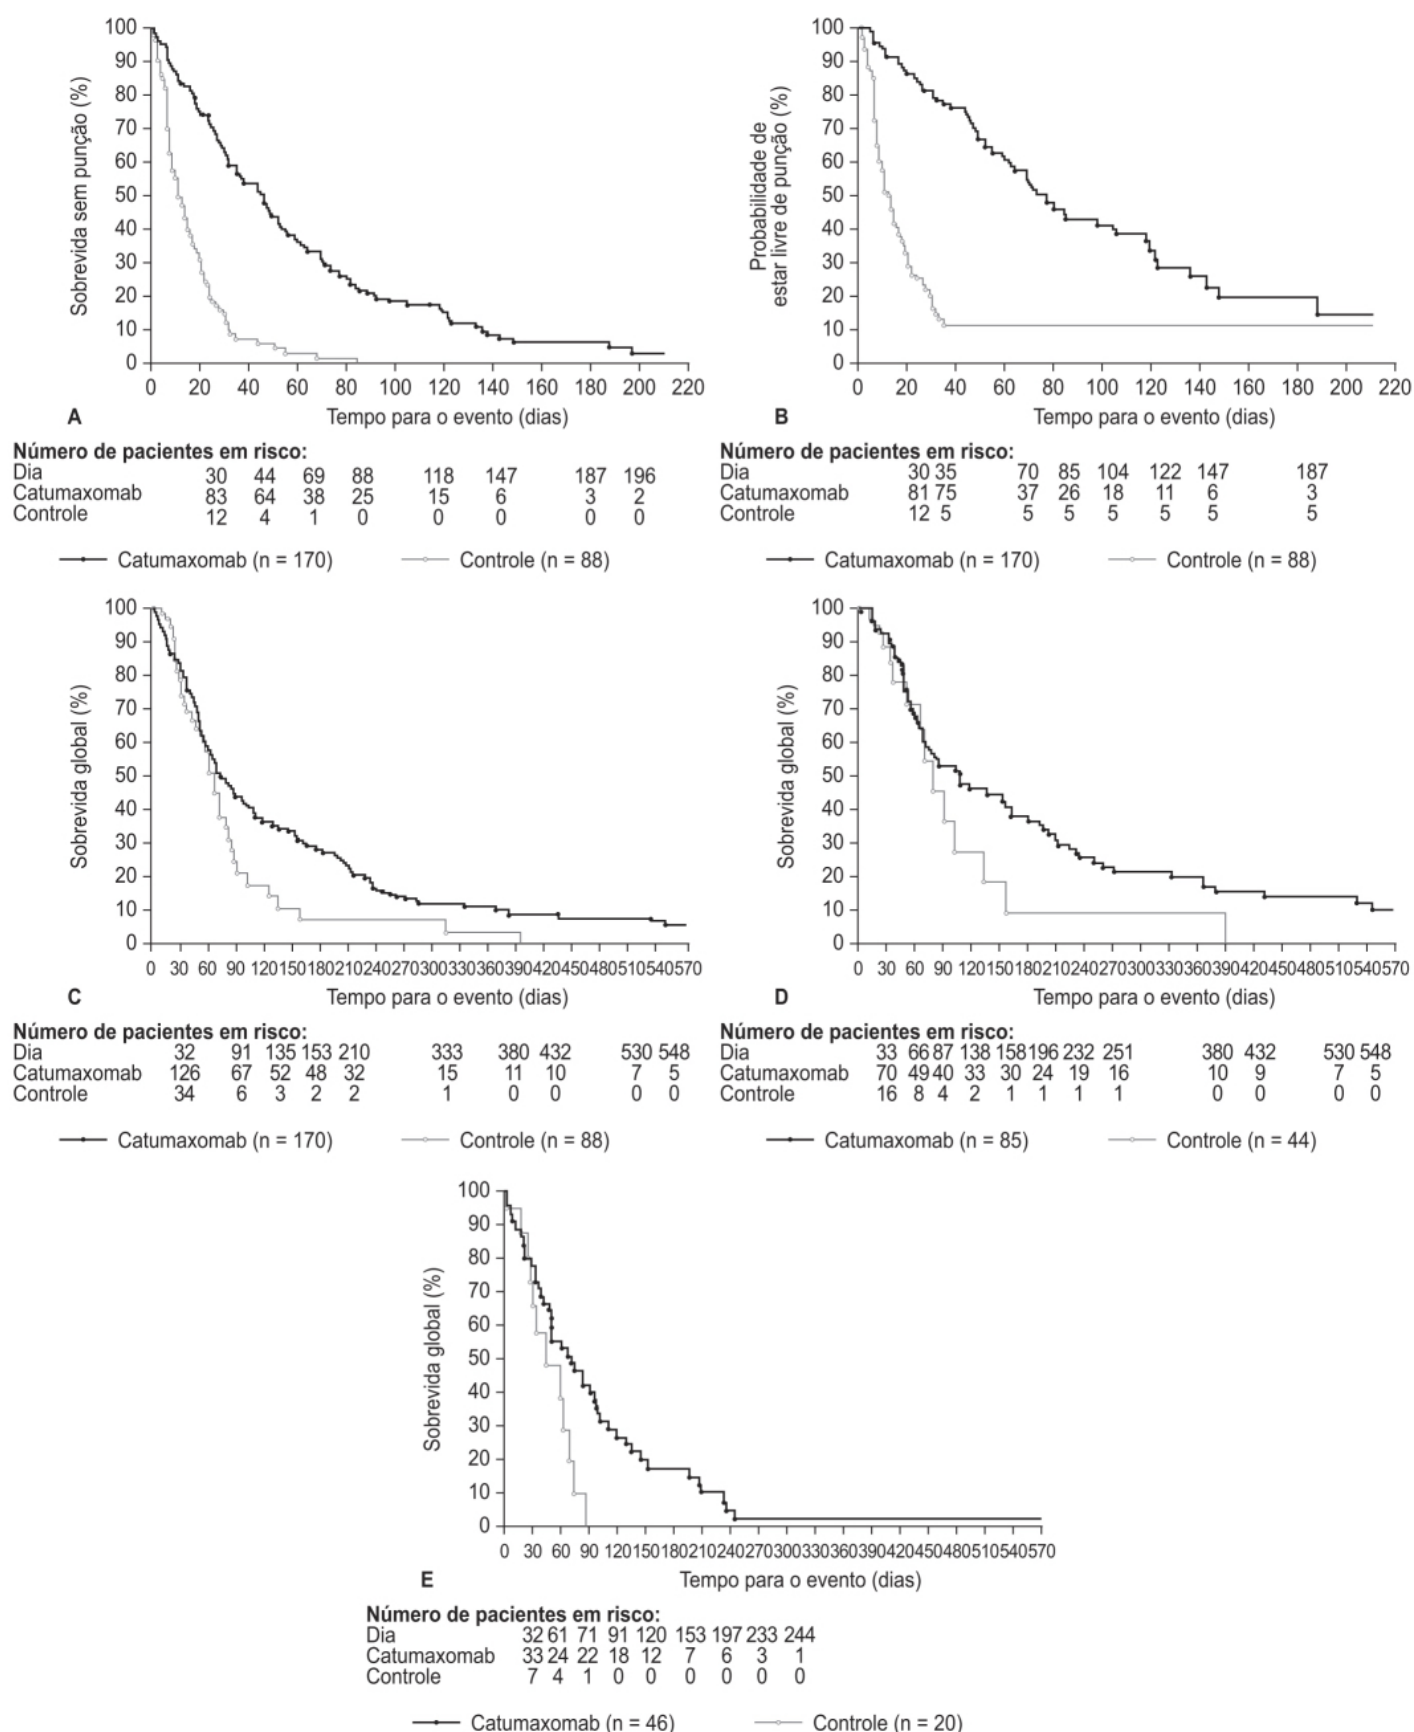 Sobrevida sem punção (%)
100
90
80
70
60
50
40
30
20
10
0
0 20 40 60 80 100 120 140 160 180 200 220
Tempo para o evento (dias)
A
Número de pacientes em risco:
Dia 30 44 69 88 118 147 187 196
Catumaxomab 83 64 38 25 15 6 3 2
Controle 12 4 1 0 0 0 0 0
Catumaxomab (n = 170) Controle (n = 88)
Probabilidade de
estar livre de punção (%)
100
90
80
70
60
50
40
30
20
10
0
0 20 40 60 80 100 120 140 160 180 200 220
Tempo para o evento (dias)
B
Número de pacientes em risco:
Dia 30 35 70 85 104 122 147 187
Catumaxomab 81 75 37 26 18 11 6 3
Controle 12 5 5 5 5 5 5 5
Catumaxomab (n = 170) Controle (n = 88)
Sobrevida global (%)
100
90
80
70
60
50
40
30
20
10
0
0 30 60 90 120 150 180 210 240 270 300 330 360 390 420 450 480 510 540 570
Tempo para o evento (dias)
C
Número de pacientes em risco:
Dia 32 91 135 153 210 333 380 432 530 548
Catumaxomab 126 67 52 48 32 15 11 10 7 5
Controle 34 6 3 2 2 1 0 0 0 0
Catumaxomab (n = 170) Controle (n = 88)
Sobrevida global (%)
100
90
80
70
60
50
40
30
20
10
0
0 30 60 90 120 150 180 210 240 270 300 330 360 390 420 450 480 510 540 570
Tempo para o evento (dias)
D
Número de pacientes em risco:
Dia 33 66 87 138 158 196 232 251 380 432 530 548
Catumaxomab 70 49 40 33 30 24 19 16 10 9 7 5
Controle 16 8 4 2 1 1 1 1 0 0 0 0
Catumaxomab (n = 85) Controle (n = 44)
Sobrevida global (%)
100
90
80
70
60
50
40
30
20
10
0
0 30 60 90 120 150 180 210 240 270 300 330 360 390 420 450 480 510 540 570
Tempo para o evento (dias)
E
Número de pacientes em risco:
Dia 32 61 71 91 120 153 197 233 244
Catumaxomab 33 24 22 18 12 7 6 3 1
Controle 7 4 1 0 0 0 0 0 0
Catumaxomab (n = 46) Controle (n = 20)